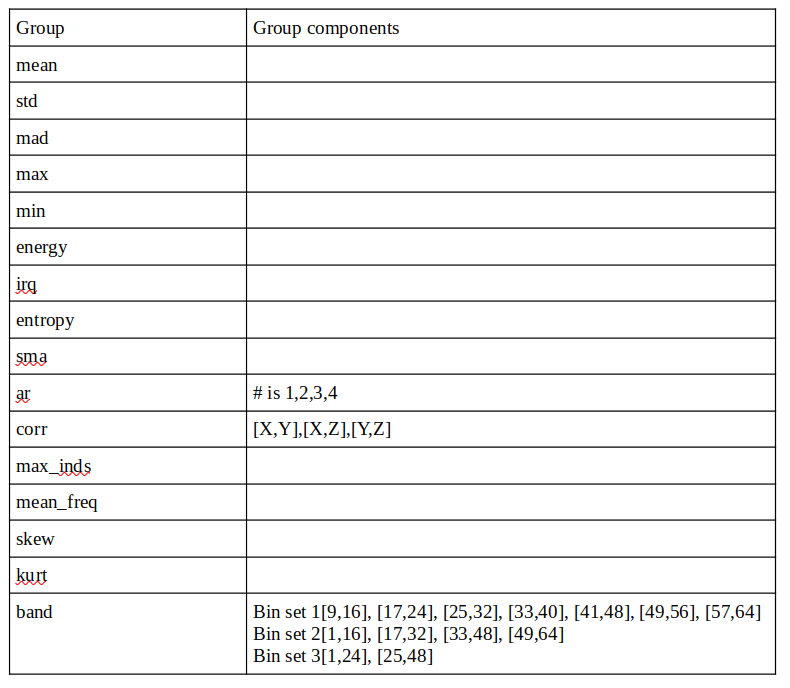 Group Group components
mean
std
mad
max
min
energy
irq
entropy
sma
ar # is 1,2,3,4
corr [X,Y],[X,Z],[Y,Z]
max_inds
mean_freq
skew
kurt
band Bin set 1[9,16], [17,24], [25,32], [33,40], [41,48], [49,56], [57,64]
Bin set 2[1,16], [17,32], [33,48], [49,64]
Bin set 3[1,24], [25,48]